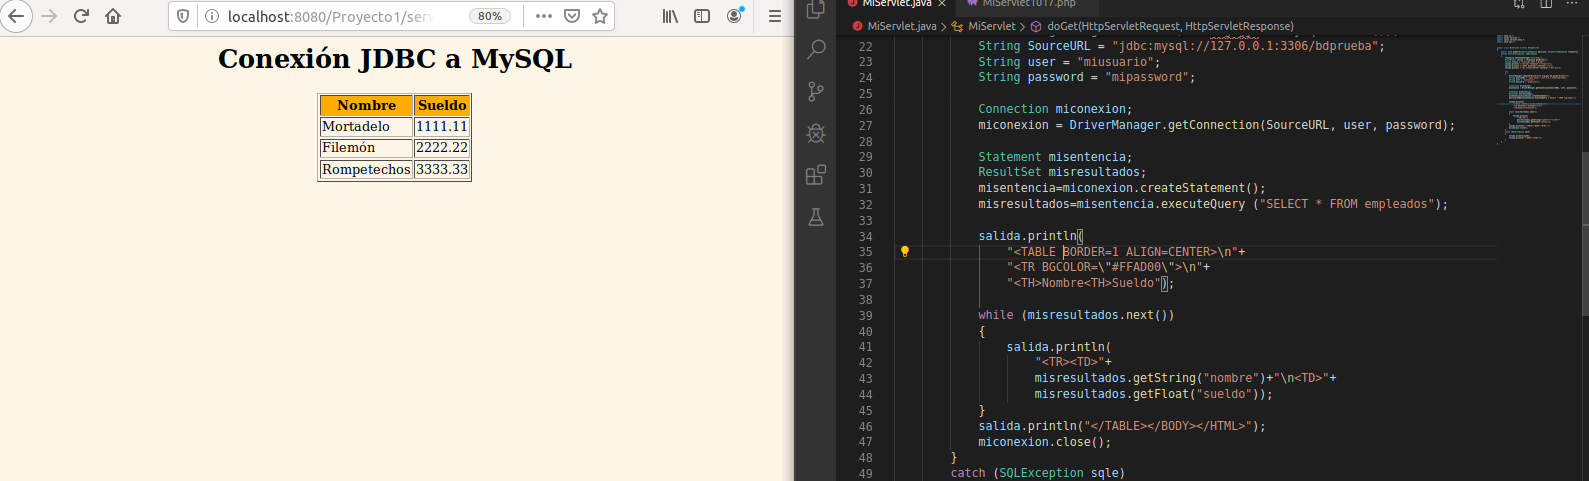 localhost:8080/Proyecto1/serv
80%
Conexión JDBC a MySQL
Nombre Sueldo
Mortadelo 1111.11
Filemón 2222.22
Rompetechos 3333.33
MiServlet.java MiServlet1017.php
MiServlet.java > MiServlet > doGet(HttpServletRequest, HttpServletResponse)
22 String SourceURL = "jdbc:mysql://127.0.0.1:3306/bdprueba";
23 String user = "miusuario";
24 String password = "mipassword";
25
26 Connection miconexion;
27 miconexion = DriverManager.getConnection(SourceURL, user, password);
28
29 Statement misentencia;
30 ResultSet misresultados;
31 misentencia=miconexion.createStatement();
32 misresultados=misentencia.executeQuery ("SELECT * FROM empleados");
33
34 salida.println(
35 "<TABLE BORDER=1 ALIGN=CENTER>\n"+
36 "<TR BGCOLOR=\"#FFAD00\">\n"+
37 "<TH>Nombre<TH>Sueldo");
38
39 while (misresultados.next())
40 {
41 salida.println(
42 "<TR><TD>"+
43 misresultados.getString("nombre")+"\n<TD>"+
44 misresultados.getFloat("sueldo"));
45 }
46 salida.println("</TABLE></BODY></HTML>");
47 miconexion.close();
48 }
49 catch (SQLException sqle)